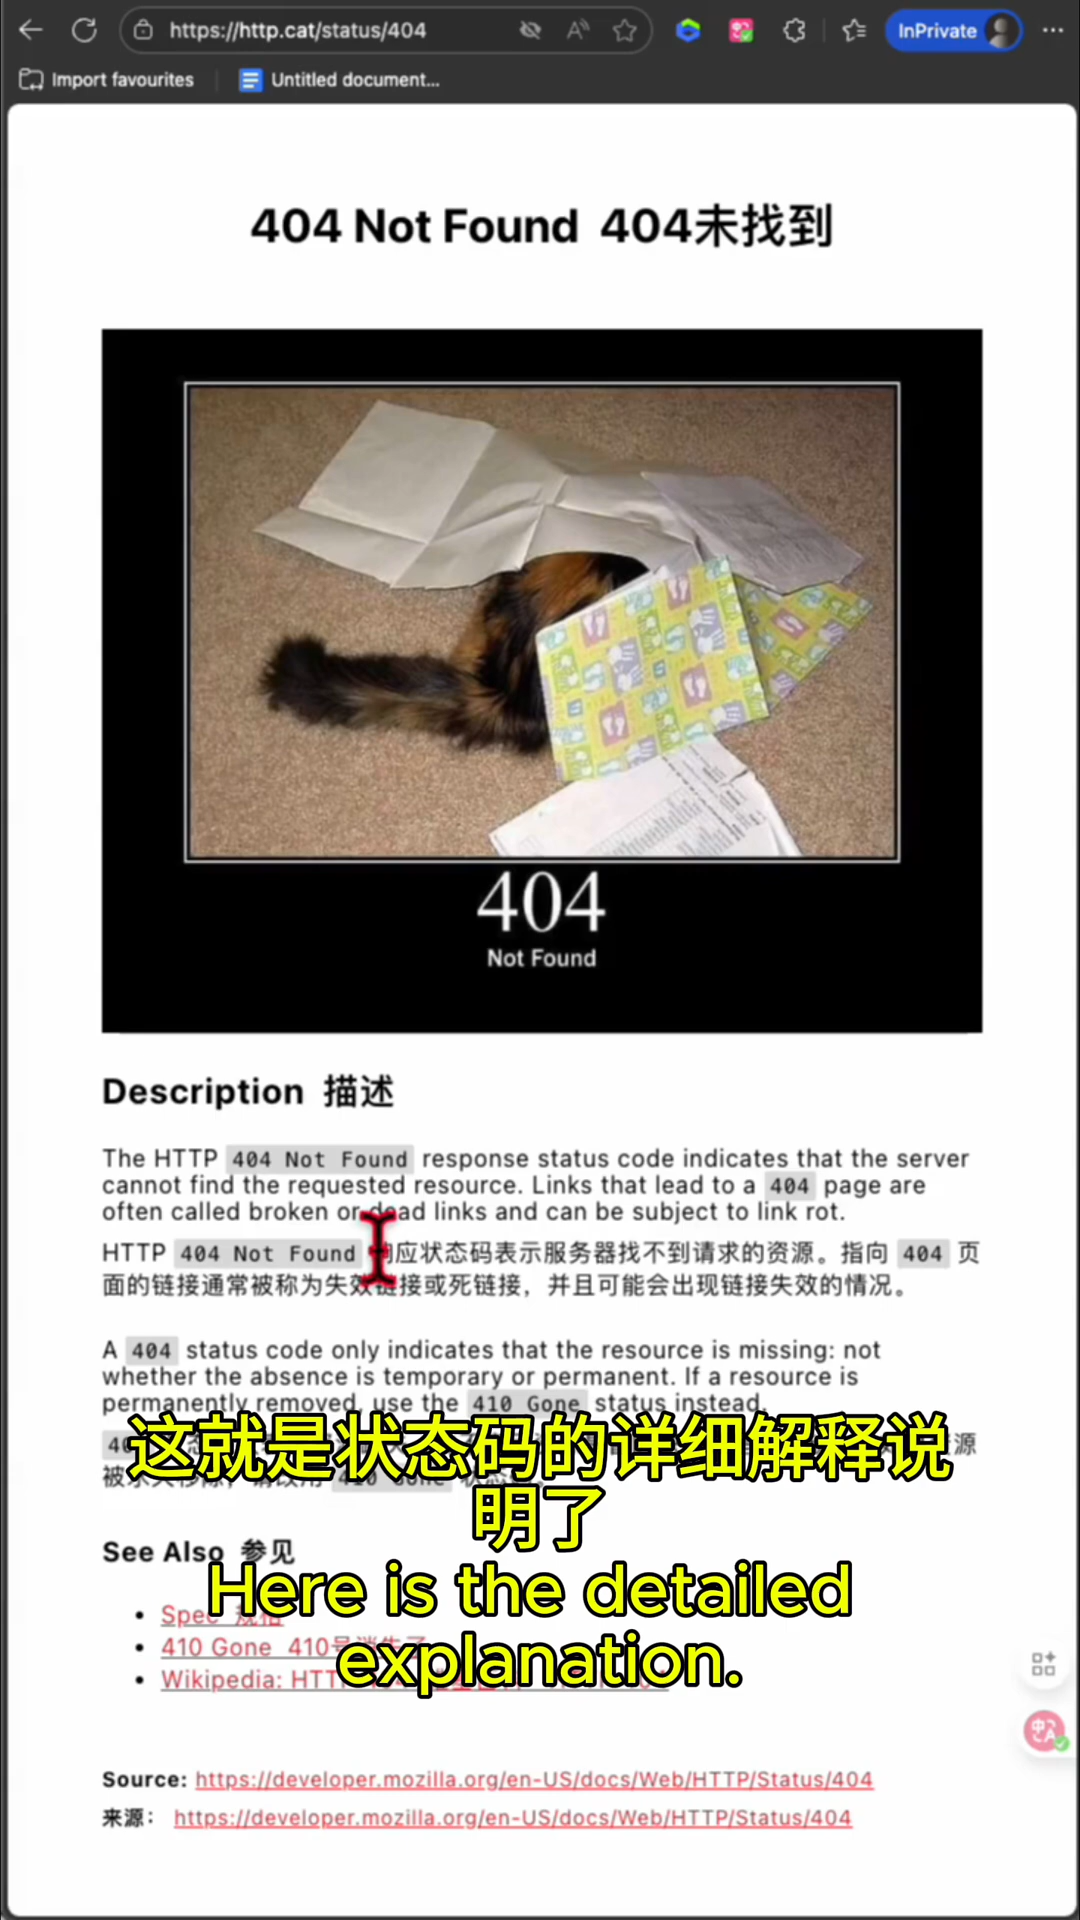 https://http.cat/status/404
InPrivate
Import favourites
Untitled document...
404 Not Found 404未找到
404
Not Found
Description 描述
The HTTP 404 Not Found response status code indicates that the server
cannot find the requested resource. Links that lead to a 404 page are
often called broken or dead links and can be subject to link rot.
HTTP 404 Not Found 响应状态码表示服务器找不到请求的资源。指向 404 页
面的链接通常被称为失效链接或死链接，并且可能会出现链接失效的情况。
A 404 status code only indicates that the resource is missing: not
whether the absence is temporary or permanent. If a resource is
permanently removed, use the 410 Gone status instead.
这就是状态码的详细解释说
明了
See Also 参见
Here is the detailed
explanation.
Spec 规格
410 Gone 410
Wikipedia: HTTP
Source: https://developer.mozilla.org/en-US/docs/Web/HTTP/Status/404
来源： https://developer.mozilla.org/en-US/docs/Web/HTTP/Status/404